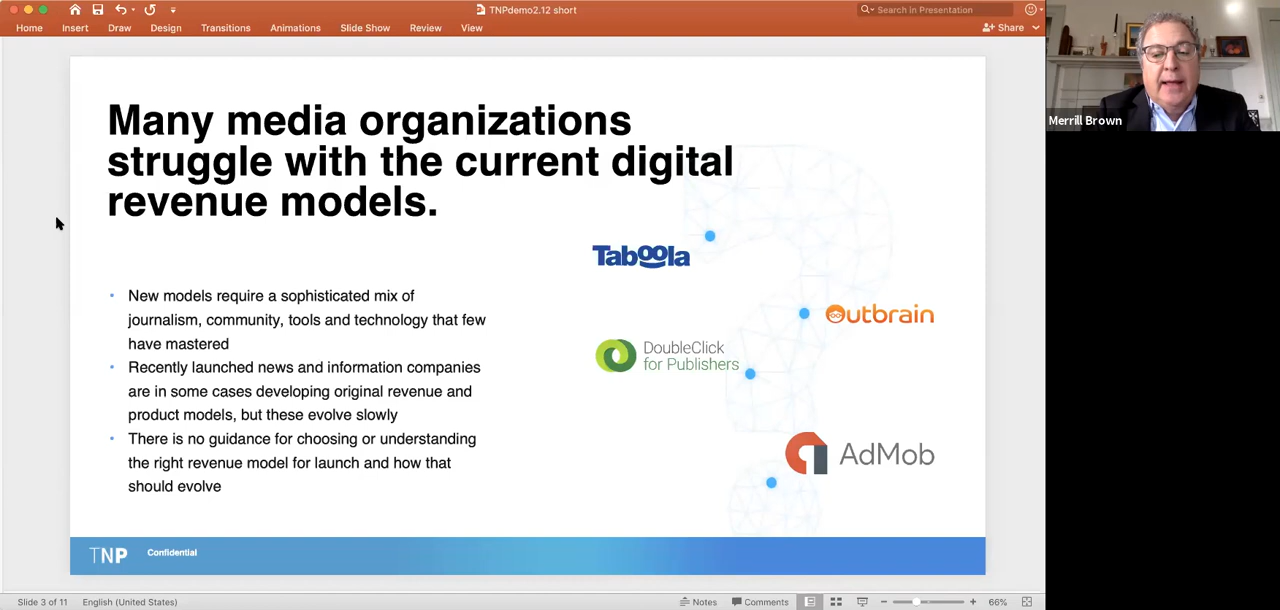 TNPdemo2.12 short
Search in Presentation
Home Insert Draw Design Transitions Animations Slide Show Review View
Share
Many media organizations
struggle with the current digital
revenue models.
Taboola
Outbrain
DoubleClick
for Publishers
AdMob
• New models require a sophisticated mix of
journalism, community, tools and technology that few
have mastered
• Recently launched news and information companies
are in some cases developing original revenue and
product models, but these evolve slowly
• There is no guidance for choosing or understanding
the right revenue model for launch and how that
should evolve
TNP Confidential
Slide 3 of 11 English (United States)
Notes Comments 66%
Merrill Brown